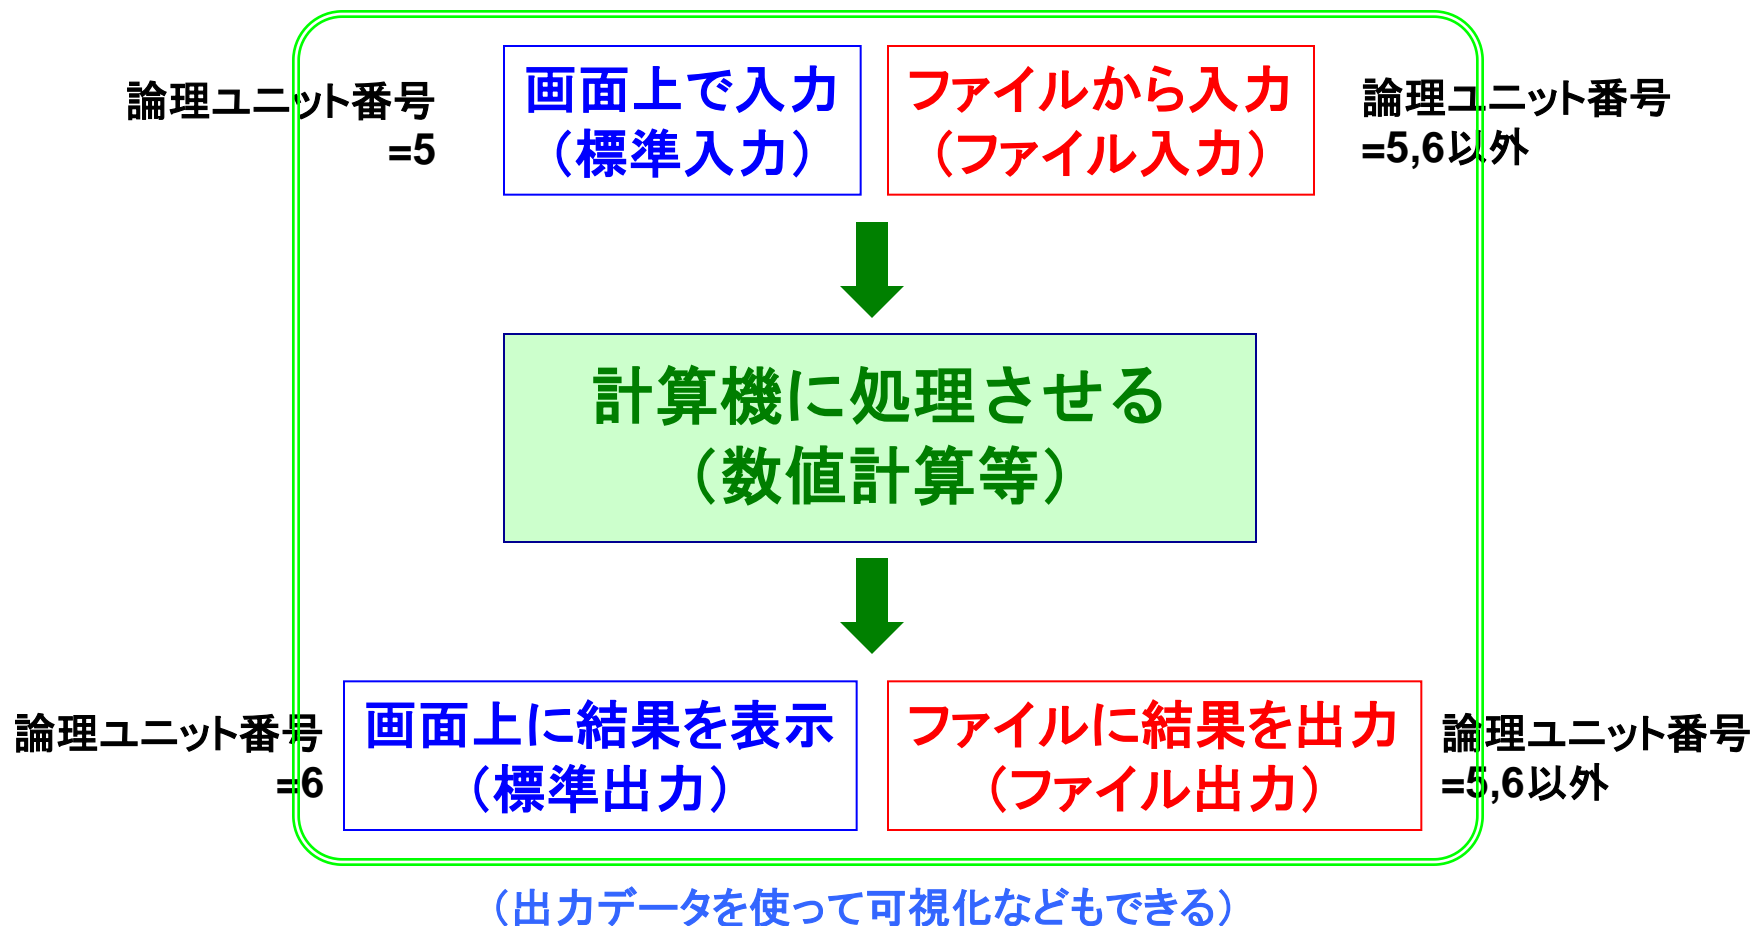 論理ユニット番号
=5
画面上で入力
（標準入力）
ファイルから入力
（ファイル入力）
論理ユニット番号
=5,6以外
計算機に処理させる
（数値計算等）
論理ユニット番号
=6
画面上に結果を表示
（標準出力）
ファイルに結果を出力
（ファイル出力）
論理ユニット番号
=5,6以外
（出力データを使って可視化などもできる）